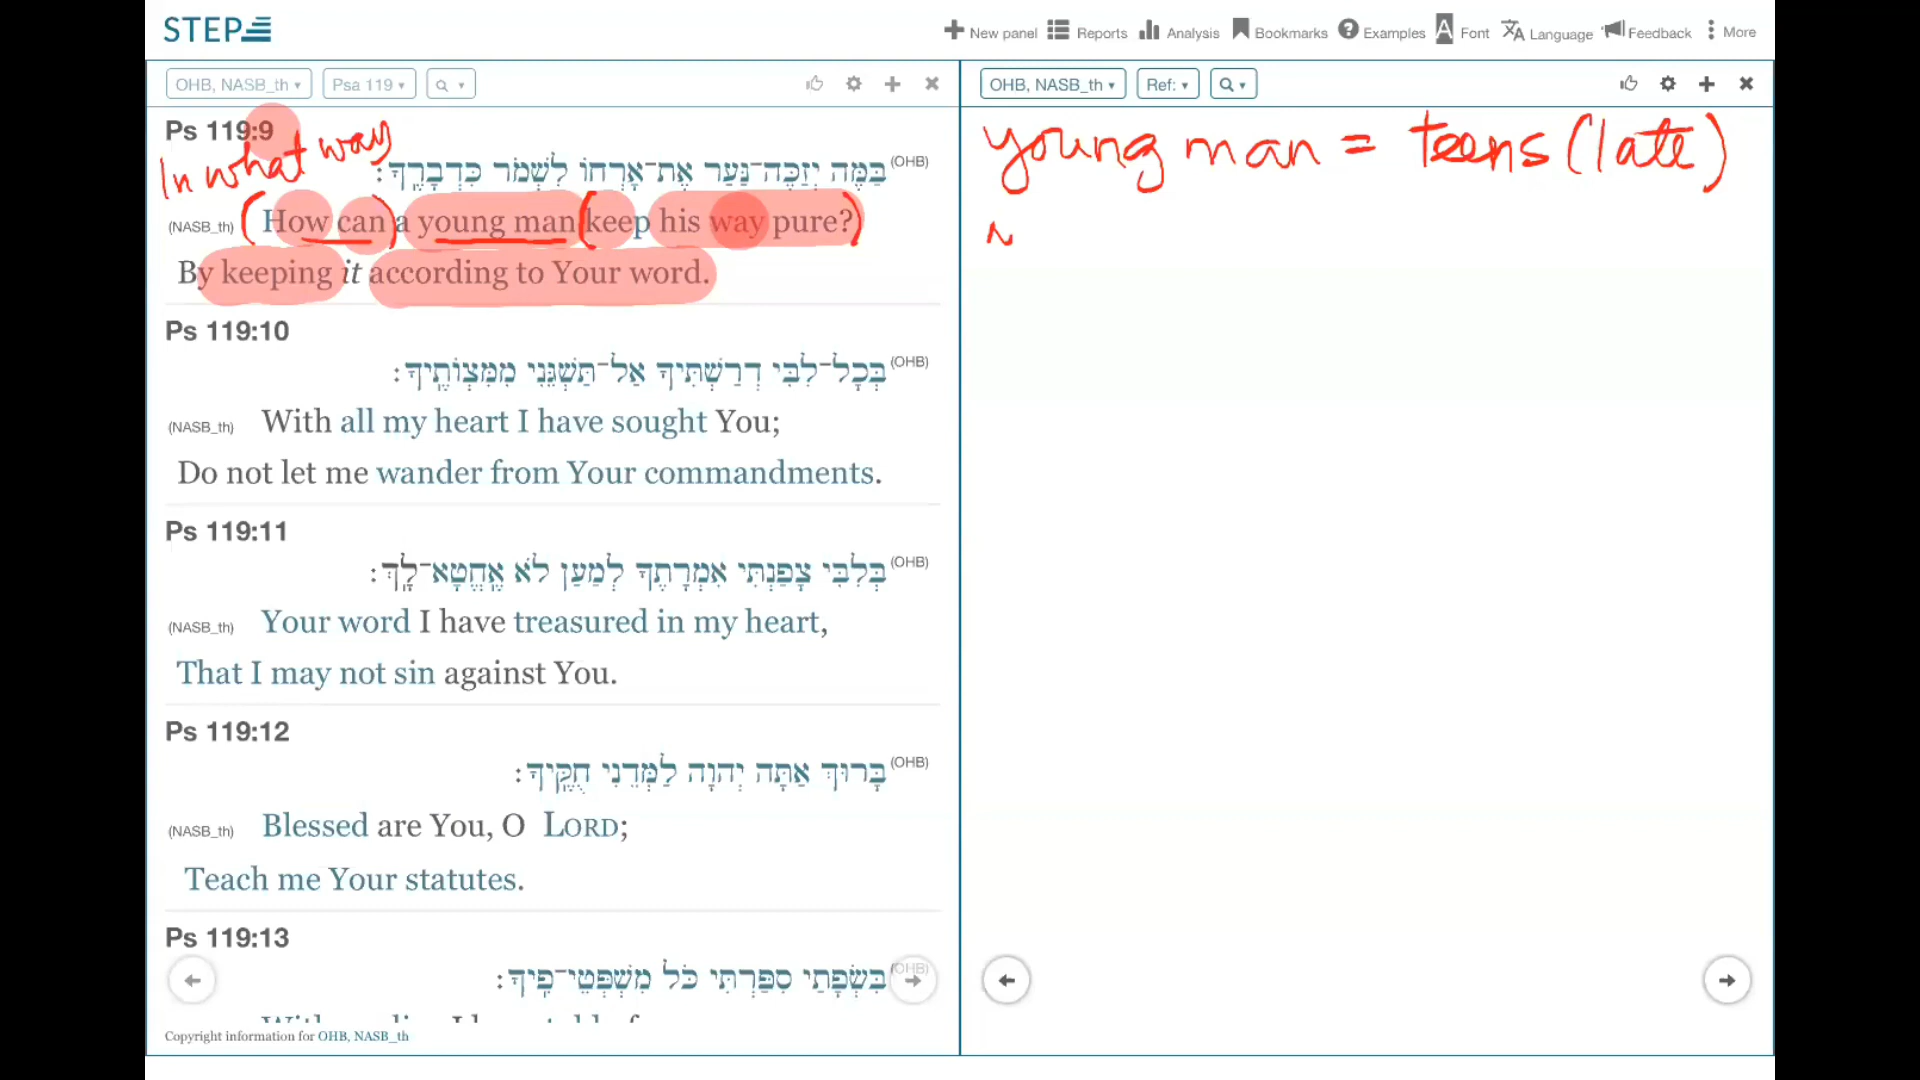 STEP
New panel Reports Analysis Bookmarks Examples Font Language Feedback More
OHB, NASB_th Psa 119
Ps 119:9
In what way
בַּמֶּה יְזַכֶּה־נַּעַר אֶת־אָרְחוֹ לִשְׁמֹר כִּדְבָרֶֽךָ׃ (OHB)
(NASB_th) (How can) a young man (keep his way pure?)
By keeping it according to Your word.
Ps 119:10
בְּכָל־לִבִּי דְרַשְׁתִּיךָ אַל־תַּשְׁגֵּנִי מִמִּצְוֺתֶֽיךָ׃ (OHB)
(NASB_th) With all my heart I have sought You;
Do not let me wander from Your commandments.
Ps 119:11
בְּלִבִּי צָפַנְתִּי אִמְרָתֶךָ לְמַעַן לֹא אֶֽחֱטָא־לָֽךְ׃ (OHB)
(NASB_th) Your word I have treasured in my heart,
That I may not sin against You.
Ps 119:12
בָּרוּךְ אַתָּה יְהוָה לַמְּדֵנִי חֻקֶּֽיךָ׃ (OHB)
(NASB_th) Blessed are You, O LORD;
Teach me Your statutes.
Ps 119:13
בִּשְׂפָתַי סִפַּרְתִּי כֹּל מִשְׁפְּטֵי־פִֽיךָ׃ (OHB)
Copyright information for OHB, NASB_th
OHB, NASB_th Ref:
young man = teens (late)